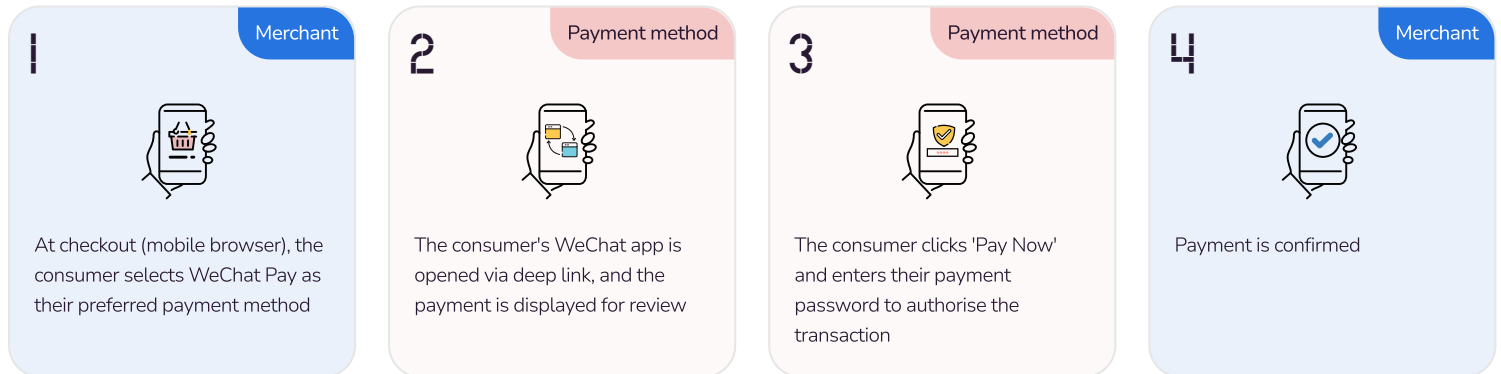 1
Merchant
At checkout (mobile browser), the
consumer selects WeChat Pay as
their preferred payment method
2
Payment method
The consumer's WeChat app is
opened via deep link, and the
payment is displayed for review
3
Payment method
The consumer clicks 'Pay Now'
and enters their payment
password to authorise the
transaction
4
Merchant
Payment is confirmed